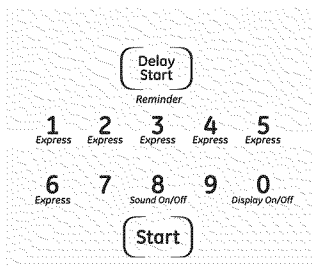 Delay
Start
Reminder
1 2 3 4 5
Express Express Express Express Express
6 7 8 9 0
Express Sound On/Off Display On/Off
Start